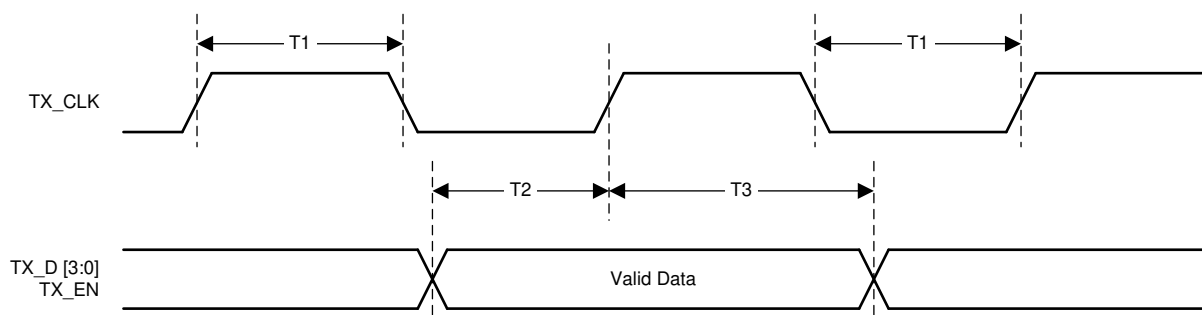 T1
T1
TX_CLK
T2
T3
TX_D [3:0]
TX_EN
Valid Data